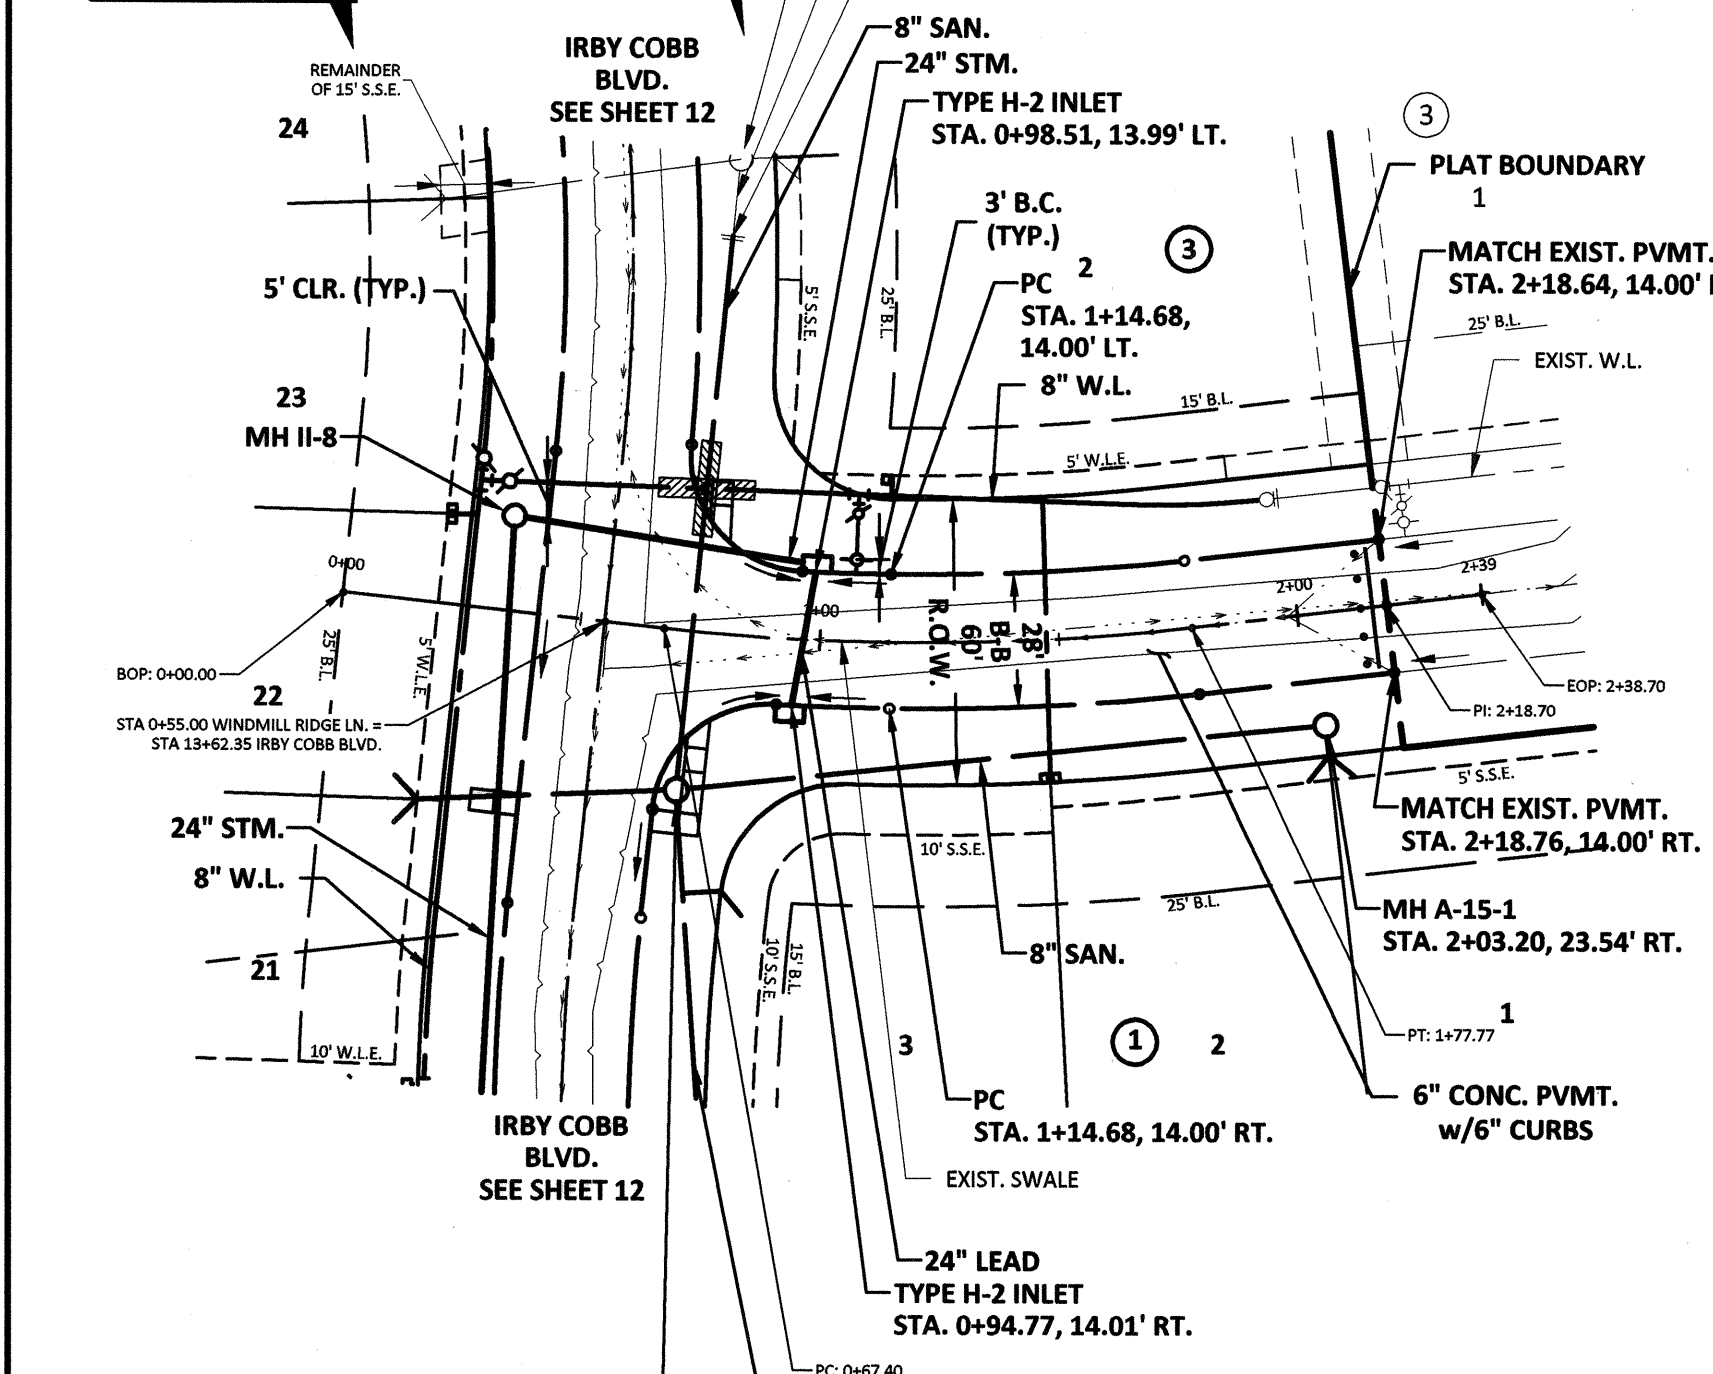 8" SAN.
24" STM.
TYPE H-2 INLET
STA. 0+98.51, 13.99' LT.
IRBY COBB
BLVD.
SEE SHEET 12
REMAINDER
OF 15' S.S.E.
24
3
PLAT BOUNDARY
1
3' B.C.
(TYP.)
3
2
PC
STA. 1+14.68,
14.00' LT.
8" W.L.
MATCH EXIST. PVMT.
STA. 2+18.64, 14.00'
5' CLR. (TYP.)
5' S.S.E.
25' B.L.
25' B.L.
EXIST. W.L.
15' B.L.
23
MH II-8
5' W.L.E.
0+00
2+00
2+39
28'
B-B
60'
R.O.W.
25' B.L.
5' W.L.E.
BOP: 0+00.00
22
STA 0+55.00 WINDMILL RIDGE LN. =
STA 13+62.35 IRBY COBB BLVD.
EOP: 2+38.70
PI: 2+18.70
5' S.S.E.
MATCH EXIST. PVMT.
STA. 2+18.76, 14.00' RT.
24" STM.
8" W.L.
10' S.S.E.
25' B.L.
MH A-15-1
STA. 2+03.20, 23.54' RT.
8" SAN.
15' B.L.
10' S.S.E.
21
10' W.L.E.
3
1
2
1
PT: 1+77.77
6" CONC. PVMT.
w/6" CURBS
PC
STA. 1+14.68, 14.00' RT.
IRBY COBB
BLVD.
SEE SHEET 12
EXIST. SWALE
24" LEAD
TYPE H-2 INLET
STA. 0+94.77, 14.01' RT.
PC: 0+67.40